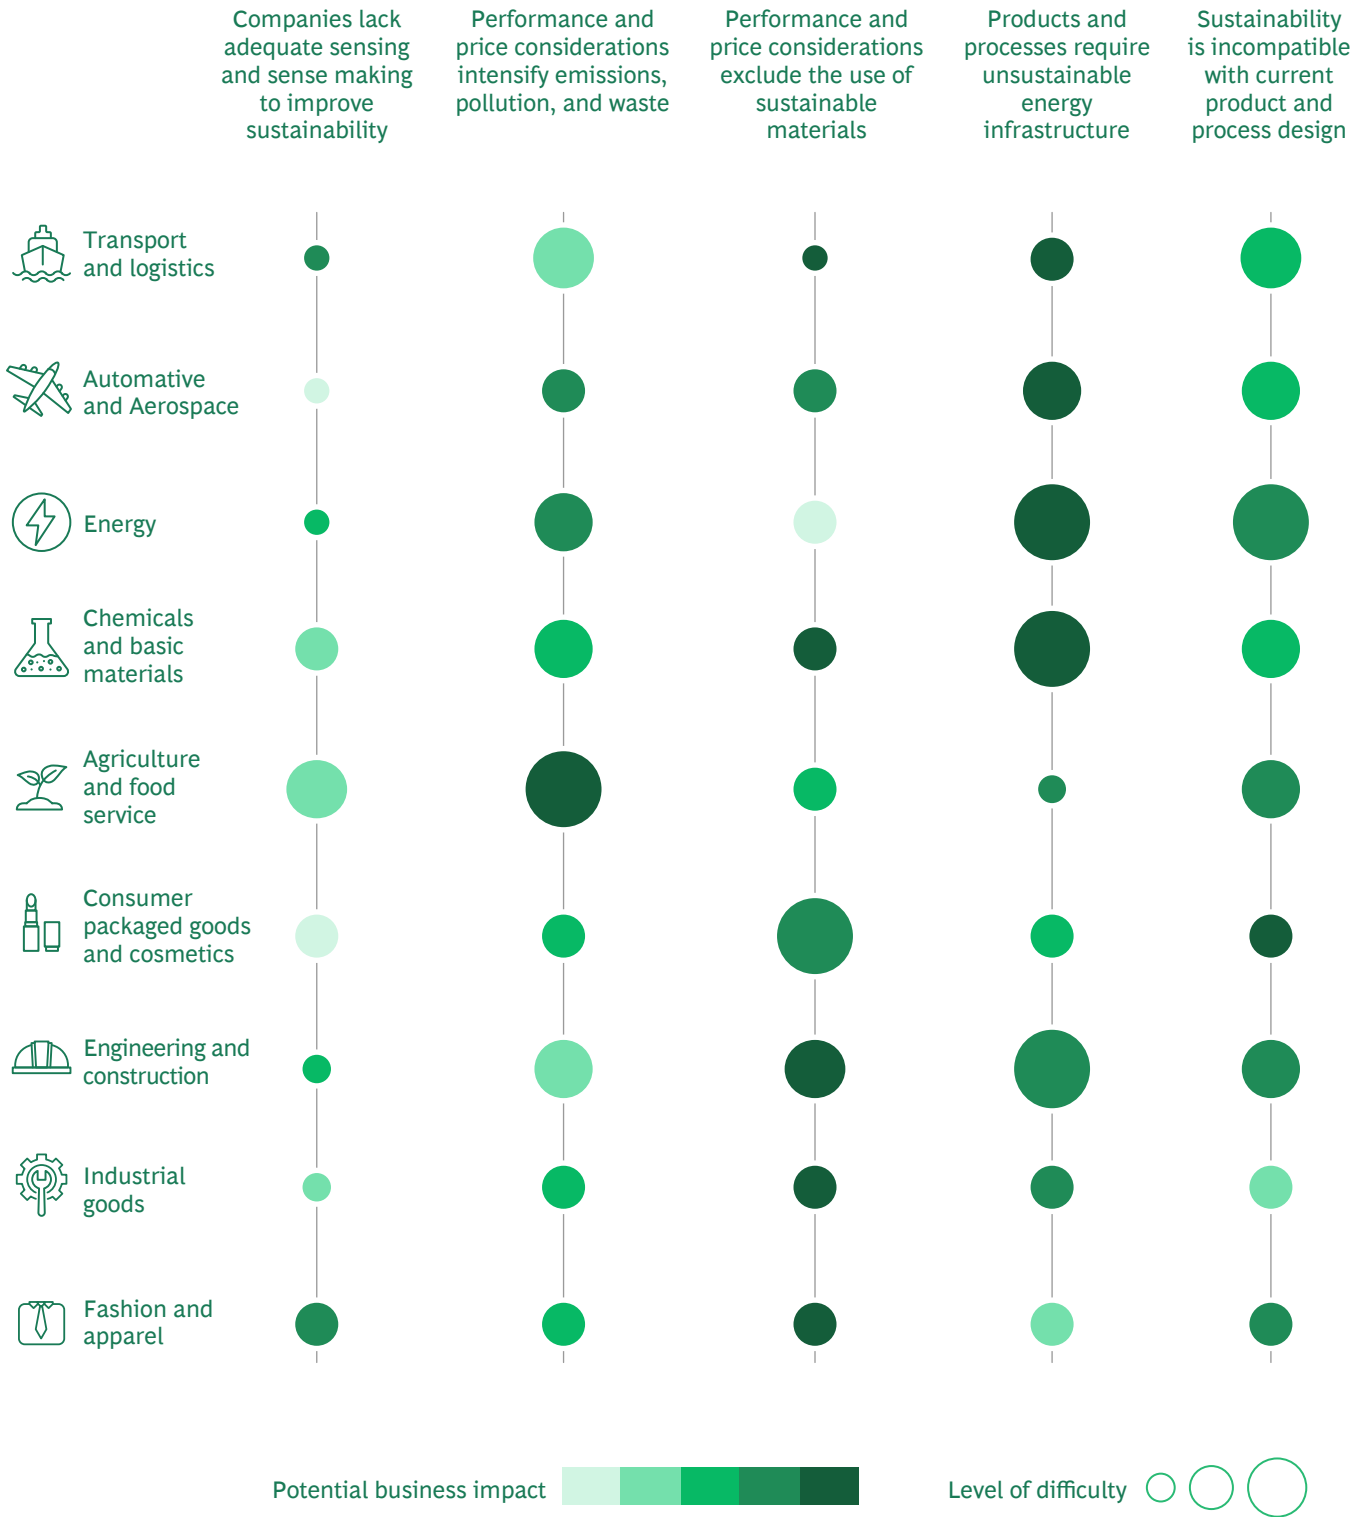 Companies lack
adequate sensing
and sense making
to improve
sustainability
Performance and
price considerations
intensify emissions,
pollution, and waste
Performance and
price considerations
exclude the use of
sustainable
materials
Products and
processes require
unsustainable
energy
infrastructure
Sustainability
is incompatible
with current
product and
process design
Transport
and logistics
Automative
and Aerospace
Energy
Chemicals
and basic
materials
Agriculture
and food
service
Consumer
packaged goods
and cosmetics
Engineering and
construction
Industrial
goods
Fashion and
apparel
Potential business impact
Level of difficulty